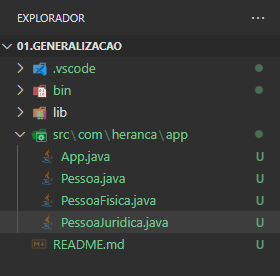 EXPLORADOR ...
01.GENERALIZACAO
.vscode
bin
lib
src\com\heranca\app
App.java U
Pessoa.java U
PessoaFisica.java U
PessoaJuridica.java U
README.md U